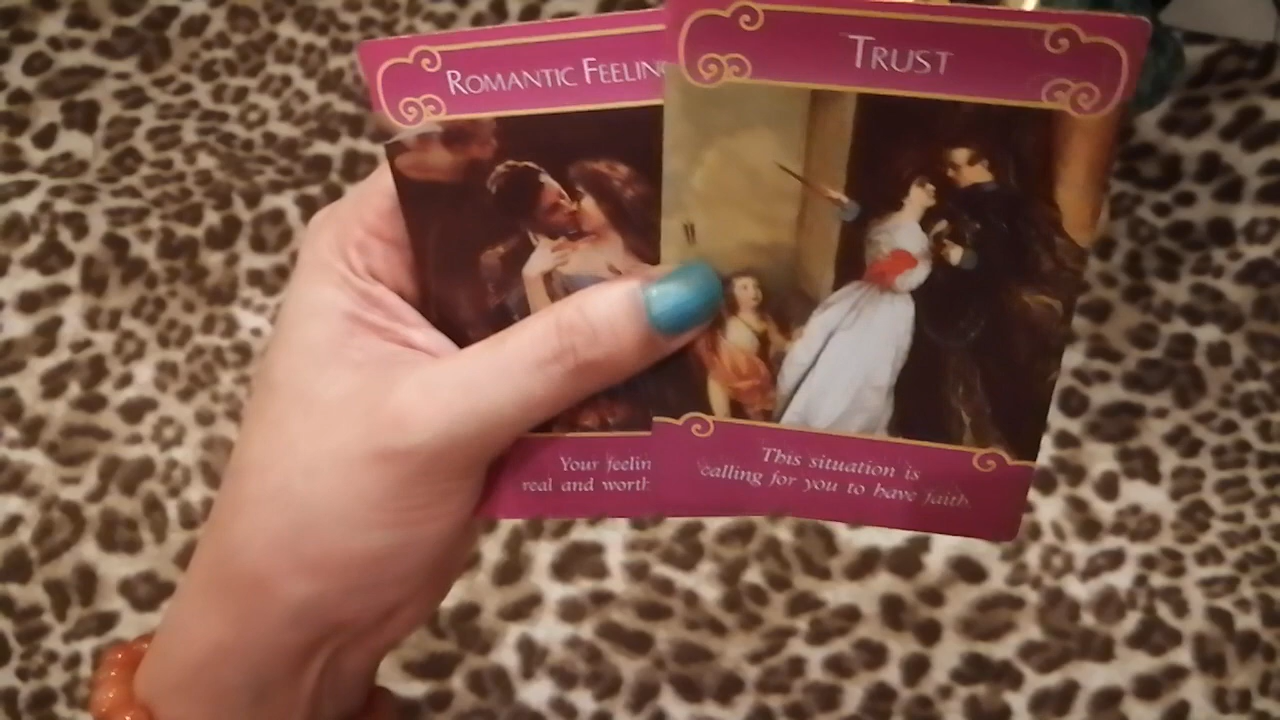 ROMANTIC FEELIN
Your feelin
real and worth
TRUST
This situation is
calling for you to have faith.